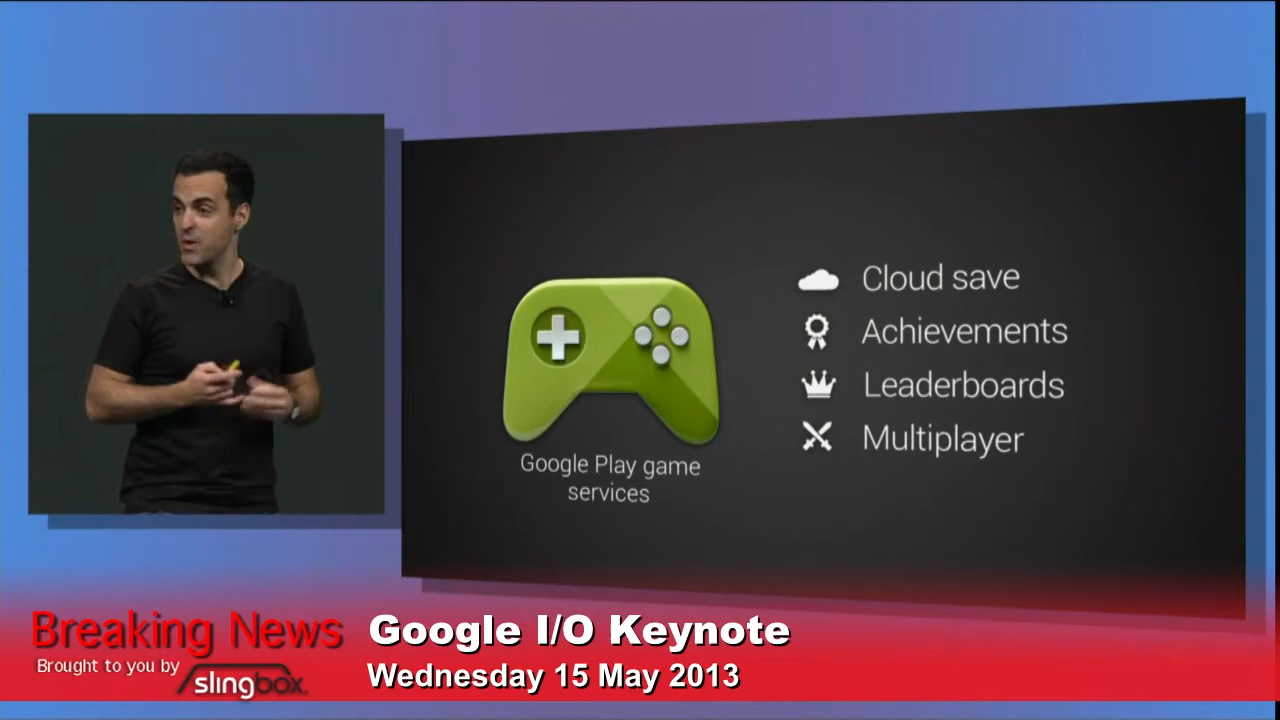 Cloud save
Achievements
Leaderboards
Multiplayer
Google Play game
services
Breaking News
Brought to you by
slingbox.
Google I/O Keynote
Wednesday 15 May 2013